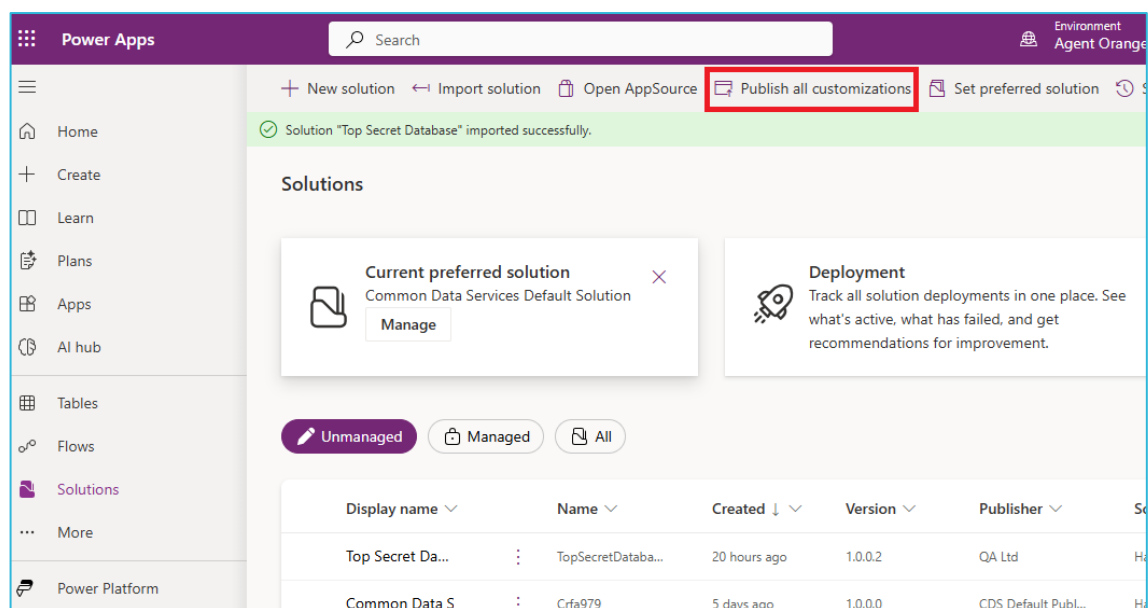 Power Apps
Search
Environment
Agent Orange
New solution
Import solution
Open AppSource
Publish all customizations
Set preferred solution
Solution "Top Secret Database" imported successfully.
Home
Create
Learn
Plans
Apps
AI hub
Tables
Flows
Solutions
More
Power Platform
Solutions
Current preferred solution
Common Data Services Default Solution
Manage
Deployment
Track all solution deployments in one place. See
what's active, what has failed, and get
recommendations for improvement.
Unmanaged
Managed
All
Display name
Name
Created
Version
Publisher
Top Secret Da...
TopSecretDataba...
20 hours ago
1.0.0.2
QA Ltd
Common Data S
Crfa979
5 days ago
1.0.0.0
CDS Default Publ...